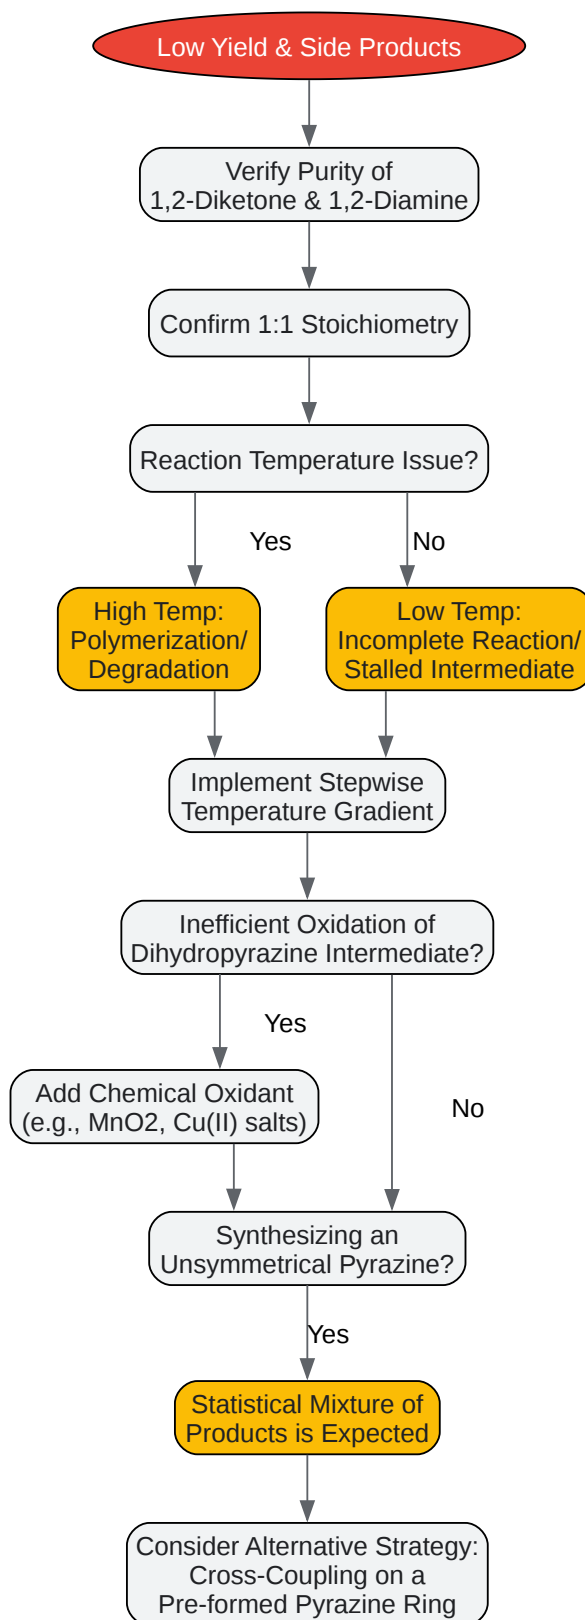 Low Yield & Side Products
Verify Purity of
1,2-Diketone & 1,2-Diamine
Confirm 1:1 Stoichiometry
Reaction Temperature Issue?
Yes
No
High Temp:
Polymerization/
Degradation
Low Temp:
Incomplete Reaction/
Stalled Intermediate
Implement Stepwise
Temperature Gradient
Inefficient Oxidation of
Dihydropyrazine Intermediate?
Yes
Add Chemical Oxidant
(e.g., MnO2, Cu(II) salts)
No
Synthesizing an
Unsymmetrical Pyrazine?
Yes
Statistical Mixture of
Products is Expected
Consider Alternative Strategy:
Cross-Coupling on a
Pre-formed Pyrazine Ring